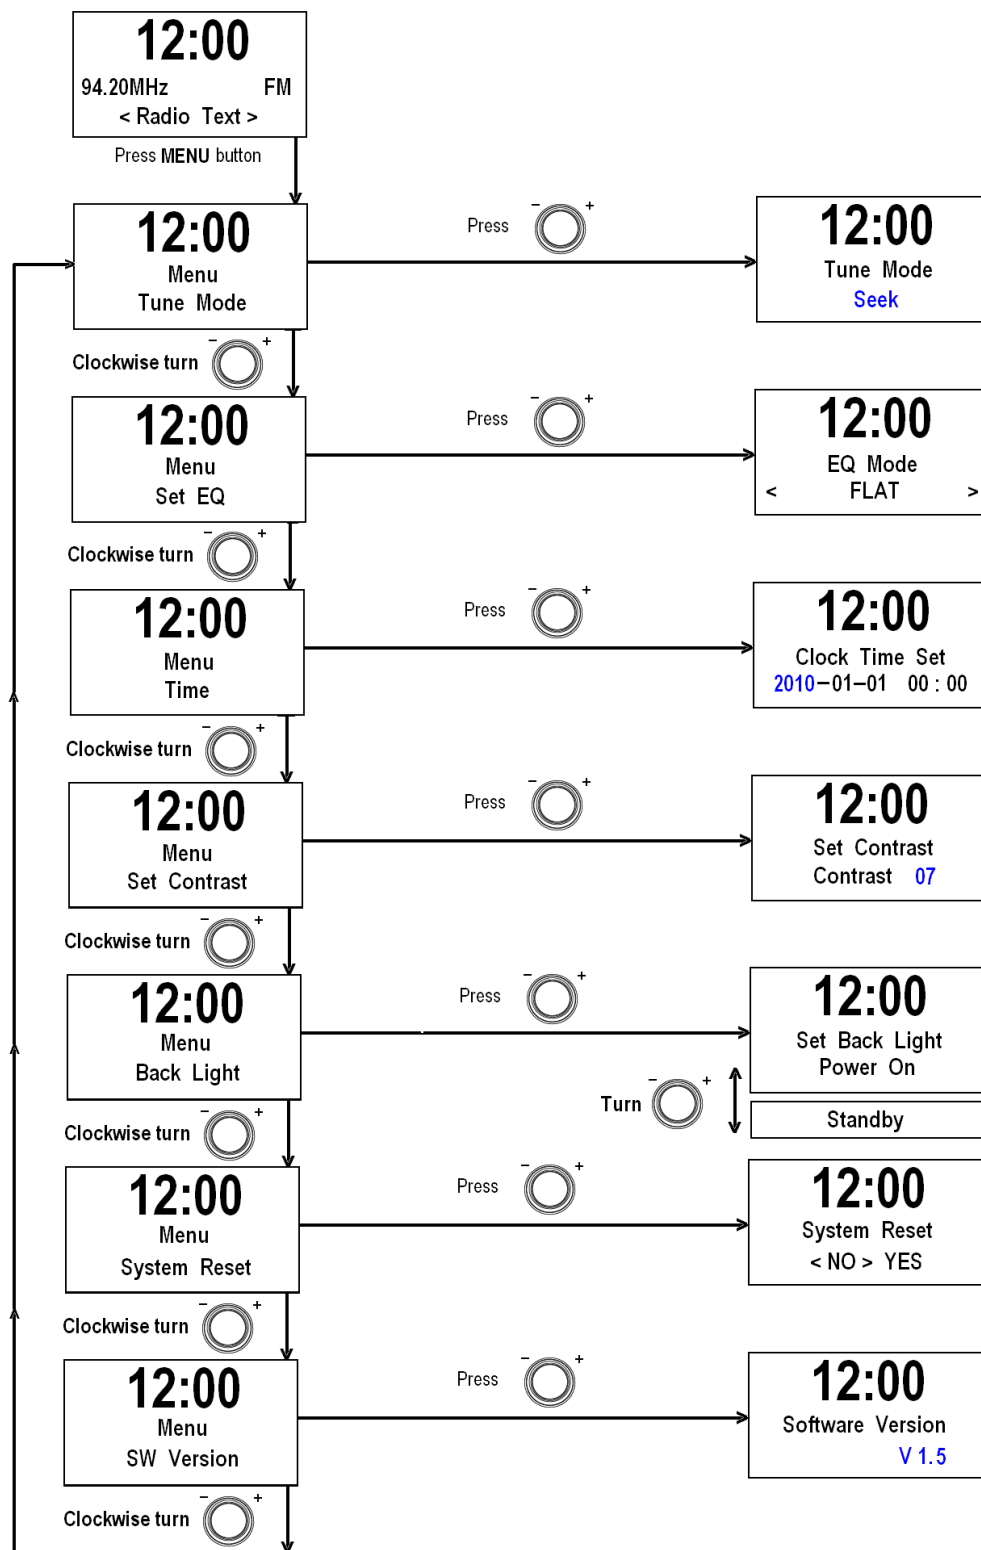 12:00
94.20MHz FM
< Radio Text >
Press MENU button
12:00
Menu
Tune Mode
Press - +
12:00
Tune Mode
Seek
Clockwise turn - +
12:00
Menu
Set EQ
Press - +
12:00
EQ Mode
< FLAT >
Clockwise turn - +
12:00
Menu
Time
Press - +
12:00
Clock Time Set
2010-01-01 00 : 00
Clockwise turn - +
12:00
Menu
Set Contrast
Press - +
12:00
Set Contrast
Contrast 07
Clockwise turn - +
12:00
Menu
Back Light
Press - +
12:00
Set Back Light
Power On
Turn - +
Standby
Clockwise turn - +
12:00
Menu
System Reset
Press - +
12:00
System Reset
< NO > YES
Clockwise turn - +
12:00
Menu
SW Version
Press - +
12:00
Software Version
V 1.5
Clockwise turn - +